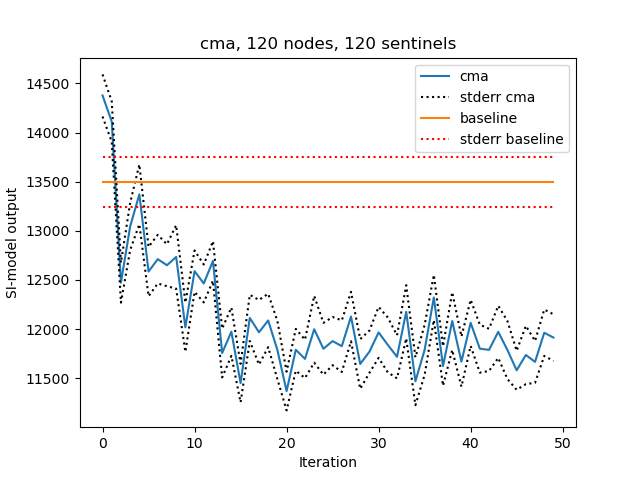 cma, 120 nodes, 120 sentinels
cma
stderr cma
baseline
stderr baseline
14500
14000
13500
13000
12500
12000
11500
SI-model output
0 10 20 30 40 50
Iteration